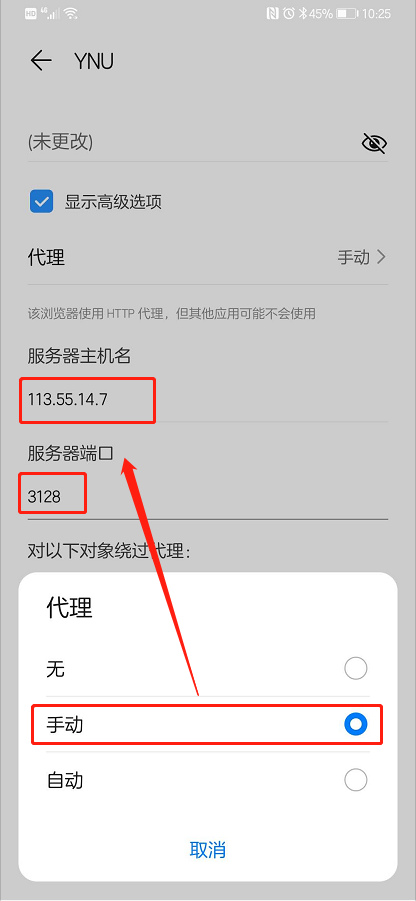 HD 4G 45% 10:25
YNU
(未更改)
显示高级选项
代理 手动
该浏览器使用 HTTP 代理，但其他应用可能不会使用
服务器主机名
113.55.14.7
服务器端口
3128
对以下对象绕过代理：
代理
无
手动
自动
取消